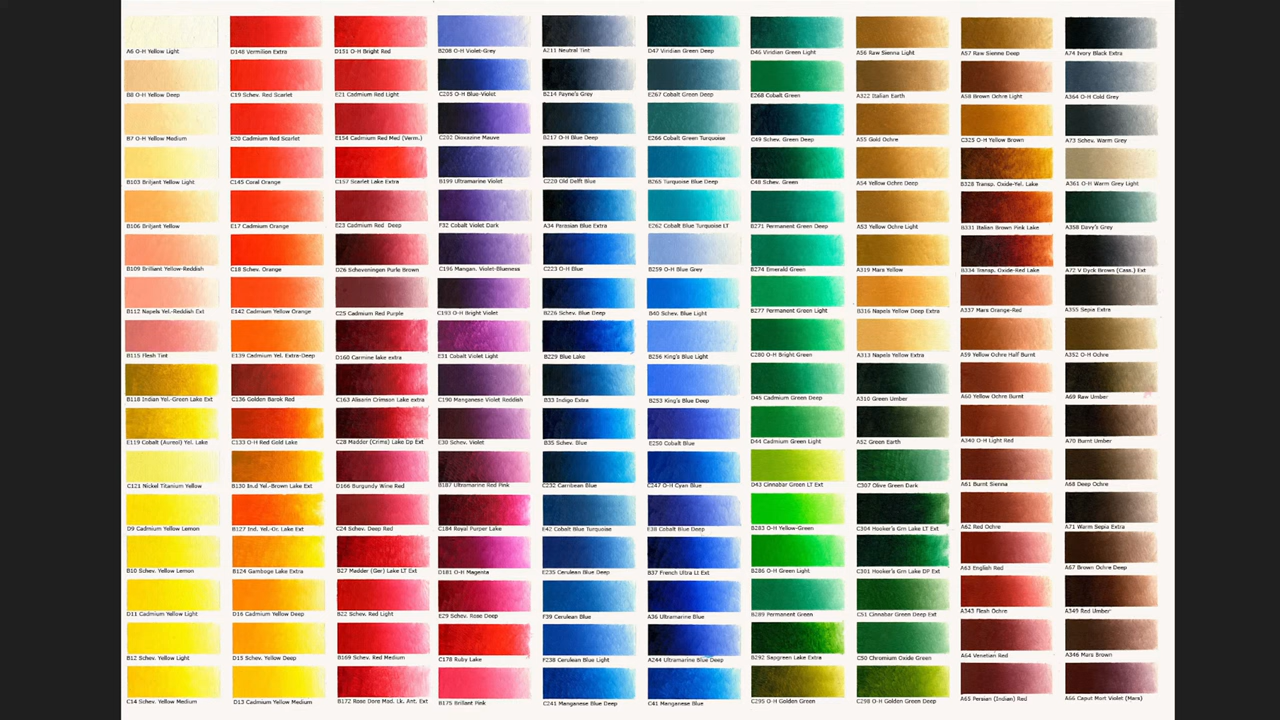 A6 O-H Yellow Light
D148 Vermilion Extra
D151 O-H Bright Red
B208 O-H Violet-Grey
A211 Neutral Tint
D47 Viridian Green Deep
D46 Viridian Green Light
A56 Raw Sienna Light
A57 Raw Sienne Deep
A74 Ivory Black Extra
B8 O-H Yellow Deep
C19 Schev. Red Scarlet
E21 Cadmium Red Light
C205 O-H Blue-Violet
B214 Payne's Grey
E267 Cobalt Green Deep
E268 Cobalt Green
A322 Italian Earth
A58 Brown Ochre Light
A364 O-H Cold Grey
B7 O-H Yellow Medium
E20 Cadmium Red Scarlet
E154 Cadmium Red Med (Verm.)
C202 Dioxazine Mauve
B217 O-H Blue Deep
E266 Cobalt Green Turquoise
C49 Schev. Green Deep
A55 Gold Ochre
C325 O-H Yellow Brown
A73 Schev. Warm Grey
B103 Briljant Yellow Light
C145 Coral Orange
C157 Scarlet Lake Extra
B199 Ultramarine Violet
C220 Old Delft Blue
B265 Turquoise Blue Deep
C48 Schev. Green
A54 Yellow Ochre Deep
B328 Transp. Oxide-Yel. Lake
A361 O-H Warm Grey Light
B106 Briljant Yellow
E17 Cadmium Orange
E23 Cadmium Red Deep
F32 Cobalt Violet Dark
A34 Parasian Blue Extra
E262 Cobalt Blue Turquoise LT
B271 Permanent Green Deep
A53 Yellow Ochre Light
B331 Italian Brown Pink Lake
A358 Davy's Grey
B109 Brilliant Yellow-Reddish
C18 Schev. Orange
D26 Scheveningen Purle Brown
C196 Mangan. Violet-Blueness
C223 O-H Blue
B259 O-H Blue Grey
B274 Emerald Green
A319 Mars Yellow
B334 Transp. Oxide-Red Lake
A72 V Dyck Brown (Cass.) Ext
B112 Napels Yel.-Reddish Ext
E142 Cadmium Yellow Orange
C25 Cadmium Red Purple
C193 O-H Bright Violet
B226 Schev. Blue Deep
B40 Schev. Blue Light
B277 Permanent Green Light
B316 Napels Yellow Deep Extra
A337 Mars Orange-Red
A355 Sepia Extra
B115 Flesh Tint
E139 Cadmium Yel. Extra-Deep
D160 Carmine lake extra
E31 Cobalt Violet Light
B229 Blue Lake
B256 King's Blue Light
C280 O-H Bright Green
A313 Napels Yellow Extra
A59 Yellow Ochre Half Burnt
A352 O-H Ochre
B118 Indian Yel.-Green Lake Ext
C136 Golden Barok Red
C163 Alisarin Crimson Lake extra
C190 Manganese Violet Reddish
B33 Indigo Extra
B253 King's Blue Deep
D45 Cadmium Green Deep
A310 Green Umber
A60 Yellow Ochre Burnt
A69 Raw Umber
E119 Cobalt (Aureol) Yel. Lake
C133 O-H Red Gold Lake
C28 Madder (Crims) Lake Dp Ext
E30 Schev. Violet
B35 Schev. Blue
E250 Cobalt Blue
D44 Cadmium Green Light
A52 Green Earth
A340 O-H Light Red
A70 Burnt Umber
C121 Nickel Titanium Yellow
B130 In.d Yel.-Brown Lake Ext
D166 Burgundy Wine Red
B187 Ultramarine Red Pink
C232 Carribean Blue
C247 O-H Cyan Blue
D43 Cinnabar Green LT Ext
C307 Olive Green Dark
A61 Burnt Sienna
A68 Deep Ochre
D9 Cadmium Yellow Lemon
B127 Ind. Yel.-Or. Lake Ext
C24 Schev. Deep Red
C184 Royal Purper Lake
E42 Cobalt Blue Turquoise
E38 Cobalt Blue Deep
B283 O-H Yellow-Green
C304 Hooker's Grn Lake LT Ext
A62 Red Ochre
A71 Warm Sepia Extra
B10 Schev. Yellow Lemon
B124 Gamboge Lake Extra
B27 Madder (Ger) Lake LT Ext
D181 O-H Magenta
E235 Cerulean Blue Deep
B37 French Ultra LI Ext
B286 O-H Green Light
C301 Hooker's Grn Lake DP Ext
A63 English Red
A67 Brown Ochre Deep
D11 Cadmium Yellow Light
D16 Cadmium Yellow Deep
B22 Schev. Red Light
E29 Schev. Rose Deep
F39 Cerulean Blue
A36 Ultramarine Blue
B289 Permanent Green
C51 Cinnabar Green Deep Ext
A343 Flesh Ochre
A349 Red Umber
B12 Schev. Yellow Light
D15 Schev. Yellow Deep
B169 Schev. Red Medium
C178 Ruby Lake
F238 Cerulean Blue Light
A244 Ultramarine Blue Deep
B292 Sapgreen Lake Extra
C50 Chromium Oxide Green
A64 Venetian Red
A346 Mars Brown
C14 Schev. Yellow Medium
D13 Cadmium Yellow Medium
B172 Rose Dore Mad. Lk. Ant. Ext
B175 Briliant Pink
C241 Manganese Blue Deep
C41 Manganese Blue
C295 O-H Golden Green
C298 O-H Golden Green Deep
A65 Persian (Indian) Red
A66 Caput Mort Violet (Mars)